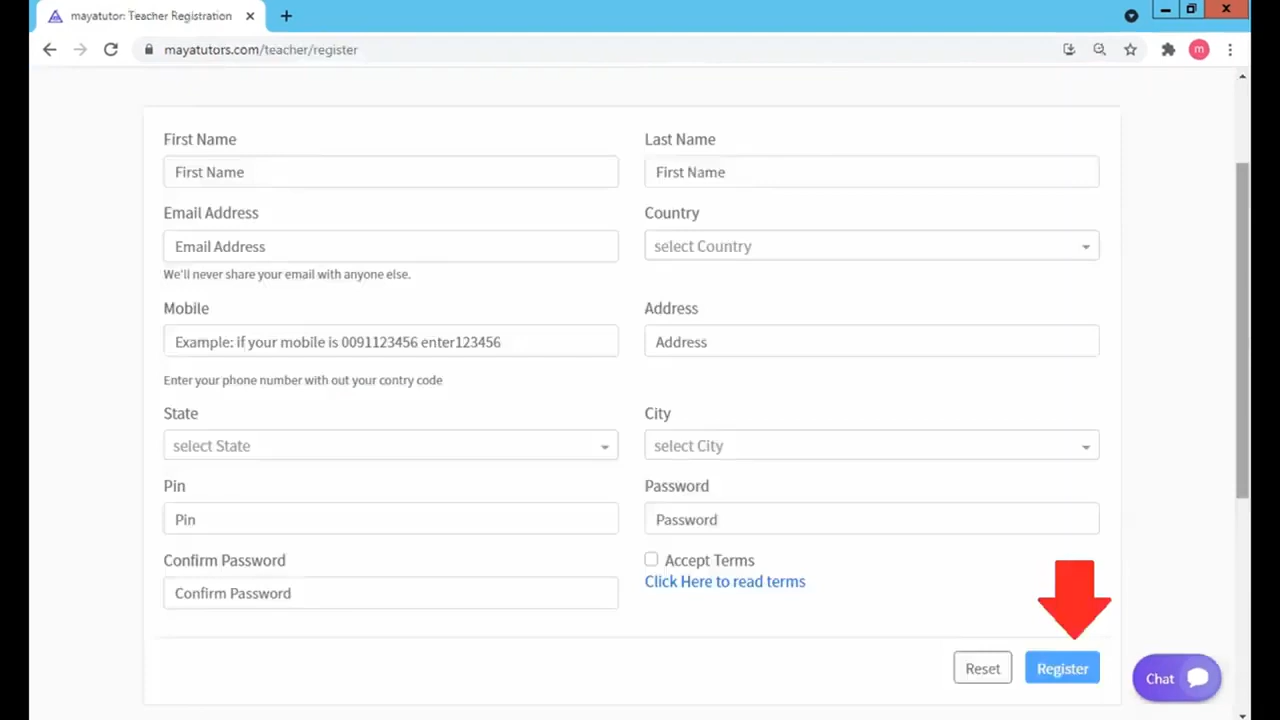 mayatutor: Teacher Registration
mayatutors.com/teacher/register
m
First Name
Last Name
First Name
First Name
Email Address
Country
Email Address
select Country
We'll never share your email with anyone else.
Mobile
Address
Example: if your mobile is 0091123456 enter123456
Address
Enter your phone number with out your contry code
State
City
select State
select City
Pin
Password
Pin
Password
Confirm Password
Accept Terms
Click Here to read terms
Confirm Password
Reset
Register
Chat